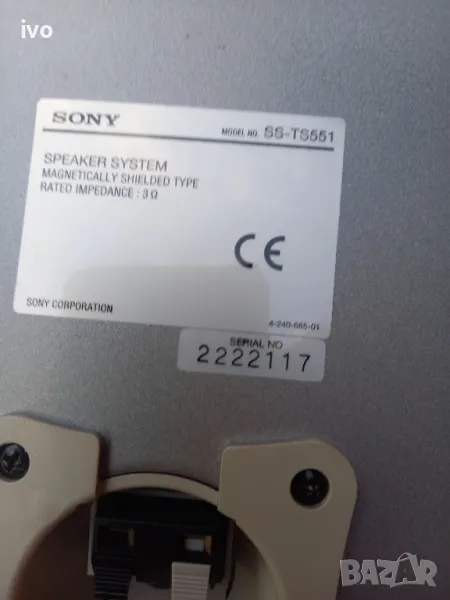 ivo
SONY
MODEL NO. SS-TS551
SPEAKER SYSTEM
MAGNETICALLY SHIELDED TYPE
RATED IMPEDANCE : 3 Ω
CE
SONY CORPORATION
4-240-665-01
SERIAL NO
2222117
BAZAR